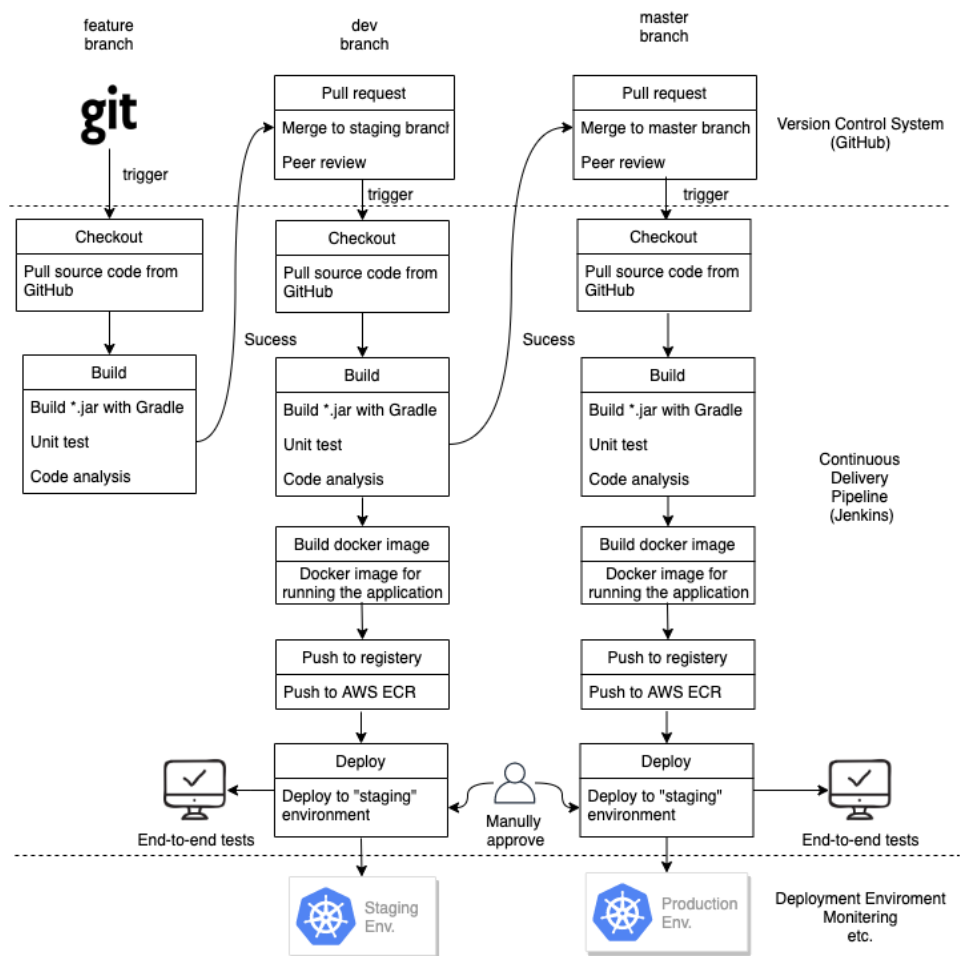 feature
branch
dev
branch
master
branch
git
Pull request
Merge to staging branch
Peer review
Pull request
Merge to master branch
Peer review
Version Control System
(GitHub)
trigger
trigger
trigger
Checkout
Pull source code from
GitHub
Checkout
Pull source code from
GitHub
Checkout
Pull source code from
GitHub
Sucess
Sucess
Build
Build *.jar with Gradle
Unit test
Code analysis
Build
Build *.jar with Gradle
Unit test
Code analysis
Build
Build *.jar with Gradle
Unit test
Code analysis
Continuous
Delivery
Pipeline
(Jenkins)
Build docker image
Docker image for
running the application
Build docker image
Docker image for
running the application
Push to registery
Push to AWS ECR
Push to registery
Push to AWS ECR
Deploy
Deploy to "staging"
environment
Deploy
Deploy to "staging"
environment
End-to-end tests
Manully
approve
End-to-end tests
Staging
Env.
Production
Env.
Deployment Enviroment
Monitering
etc.